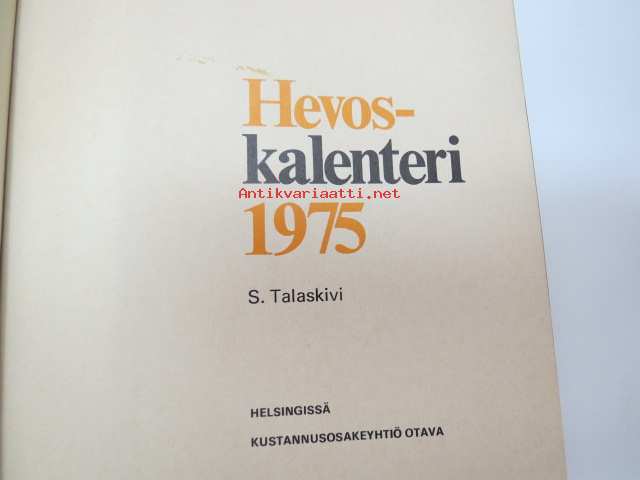 Hevos-
kalenteri
Antikvariaatti.net
1975
S. Talaskivi
HELSINGISSÄ
KUSTANNUSOSAKEYHTIÖ OTAVA